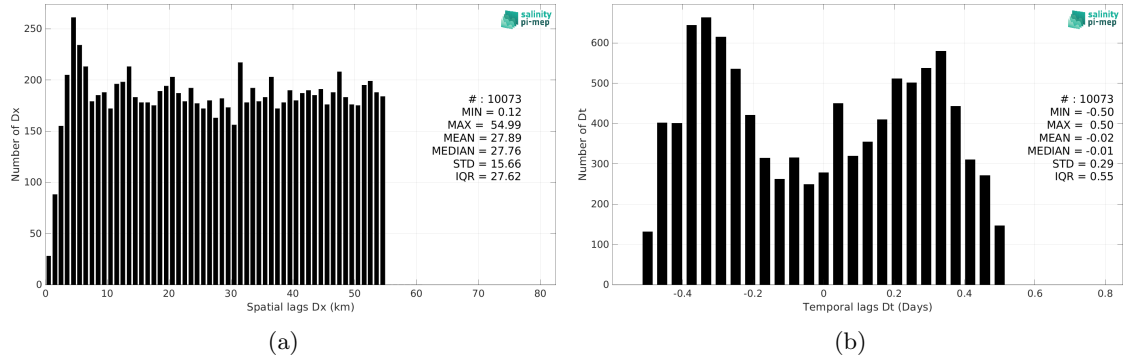 salinity
pi-mep
Number of Dx
250
200
150
100
50
0
# : 10073
MIN = 0.12
MAX = 54.99
MEAN = 27.89
MEDIAN = 27.76
STD = 15.66
IQR = 27.62
0 10 20 30 40 50 60 70 80
Spatial lags Dx (km)
(a)
salinity
pi-mep
Number of Dt
600
500
400
300
200
100
0
# : 10073
MIN = -0.50
MAX = 0.50
MEAN = -0.02
MEDIAN = -0.01
STD = 0.29
IQR = 0.55
-0.4 -0.2 0 0.2 0.4 0.6 0.8
Temporal lags Dt (Days)
(b)